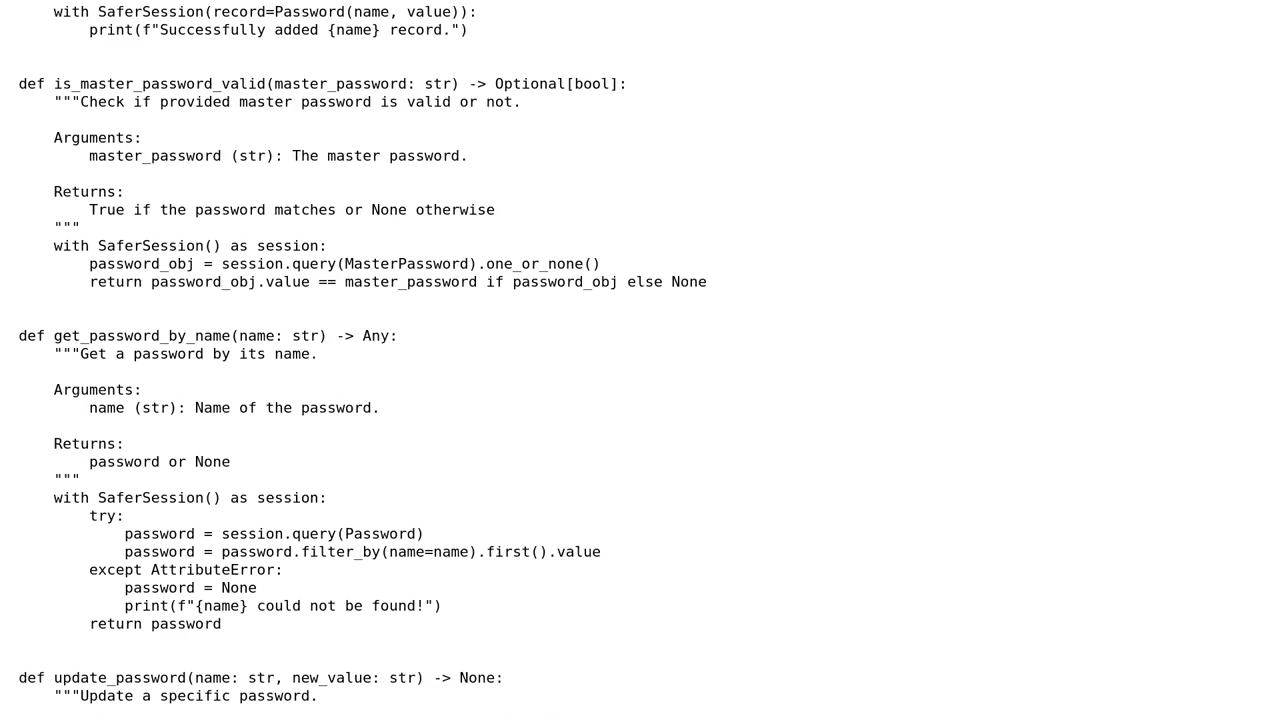 with SaferSession(record=Password(name, value)):
        print(f"Successfully added {name} record.")


def is_master_password_valid(master_password: str) -> Optional[bool]:
    """Check if provided master password is valid or not.

    Arguments:
        master_password (str): The master password.

    Returns:
        True if the password matches or None otherwise
    """
    with SaferSession() as session:
        password_obj = session.query(MasterPassword).one_or_none()
        return password_obj.value == master_password if password_obj else None


def get_password_by_name(name: str) -> Any:
    """Get a password by its name.

    Arguments:
        name (str): Name of the password.

    Returns:
        password or None
    """
    with SaferSession() as session:
        try:
            password = session.query(Password)
            password = password.filter_by(name=name).first().value
        except AttributeError:
            password = None
            print(f"{name} could not be found!")
        return password


def update_password(name: str, new_value: str) -> None:
    """Update a specific password.